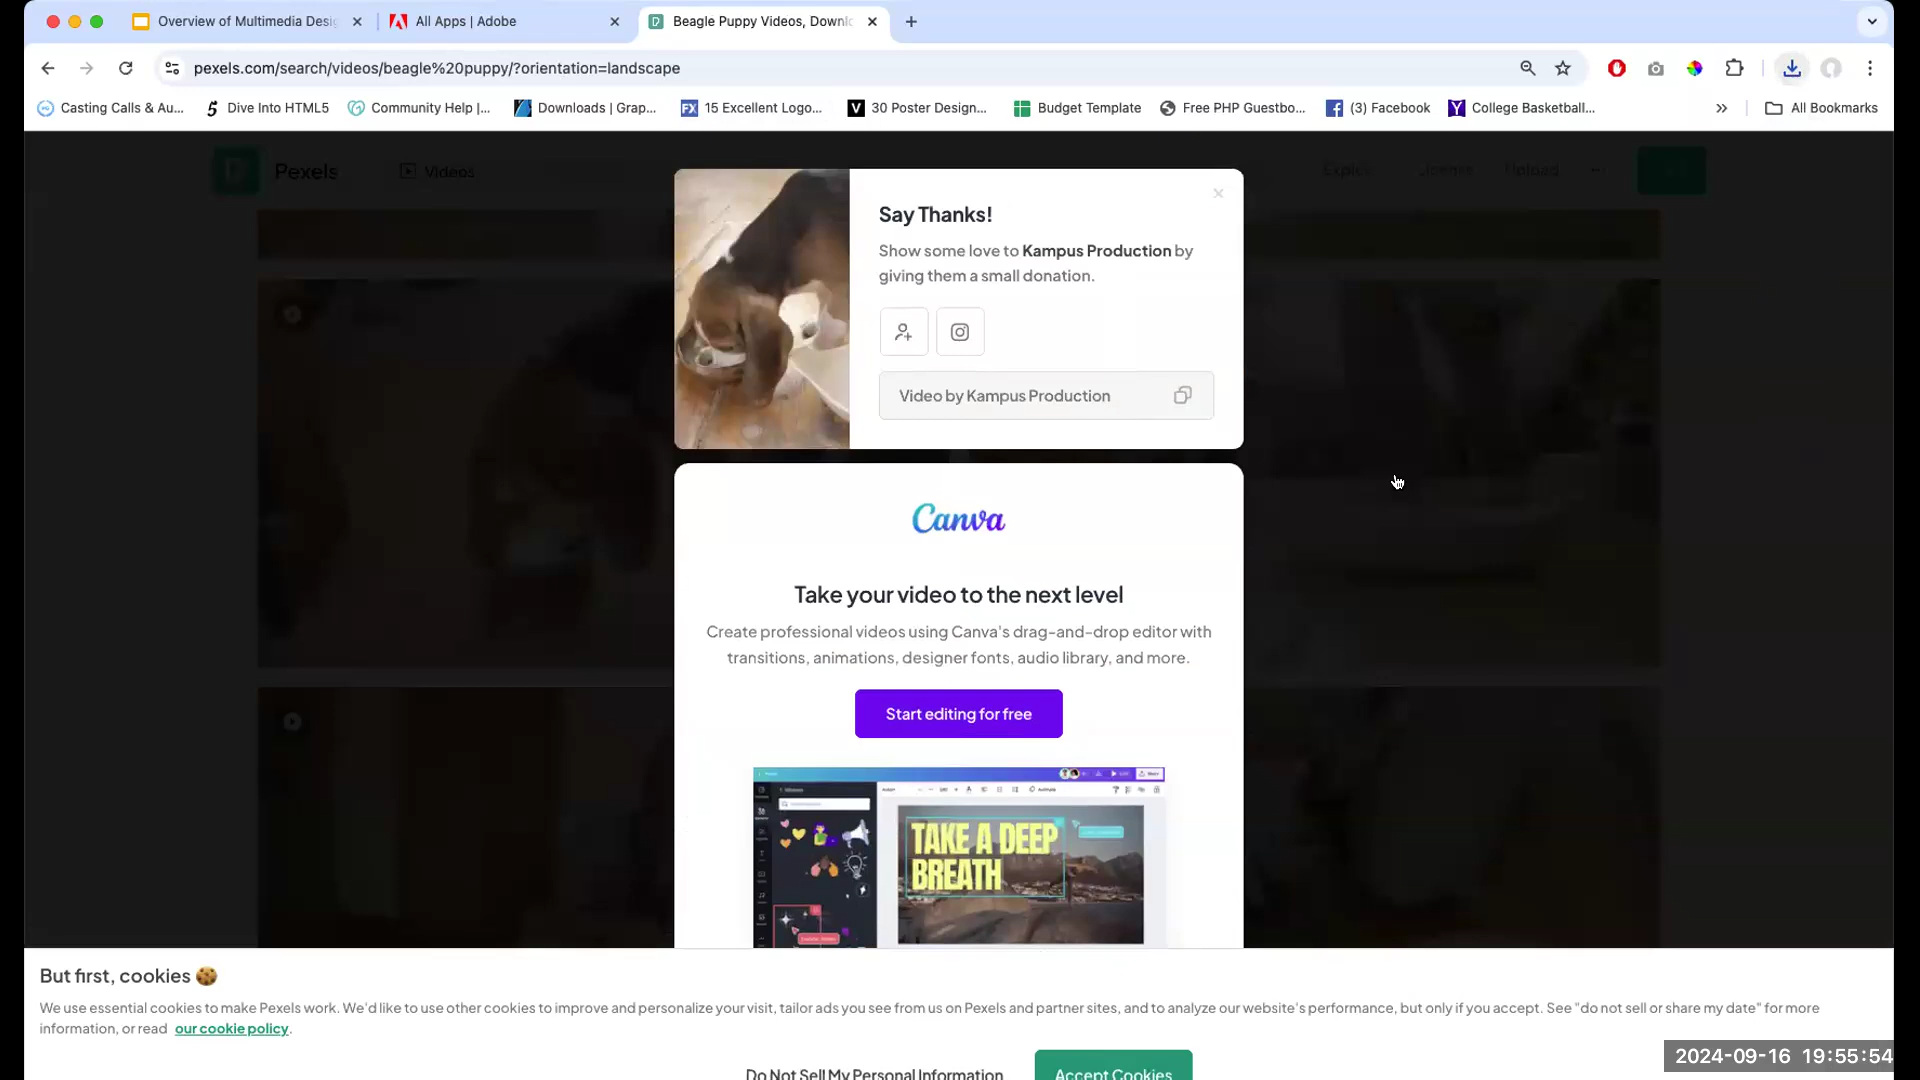 Overview of Multimedia Desig
All Apps | Adobe
Beagle Puppy Videos, Downlo
pexels.com/search/videos/beagle%20puppy/?orientation=landscape
Casting Calls & Au...
Dive Into HTML5
Community Help |...
Downloads | Grap...
15 Excellent Logo...
30 Poster Design...
Budget Template
Free PHP Guestbo...
(3) Facebook
College Basketball...
»
All Bookmarks
Pexels
Videos
License
Upload
Say Thanks!
Show some love to Kampus Production by
giving them a small donation.
Video by Kampus Production
Canva
Take your video to the next level
Create professional videos using Canva's drag-and-drop editor with
transitions, animations, designer fonts, audio library, and more.
Start editing for free
TAKE A DEEP
BREATH
But first, cookies 🍪
We use essential cookies to make Pexels work. We'd like to use other cookies to improve and personalize your visit, tailor ads you see from us on Pexels and partner sites, and to analyze our website's performance, but only if you accept. See "do not sell or share my date" for more
information, or read our cookie policy.
Do Not Sell My Personal Information
Accept Cookies
2024-09-16 19:55:54